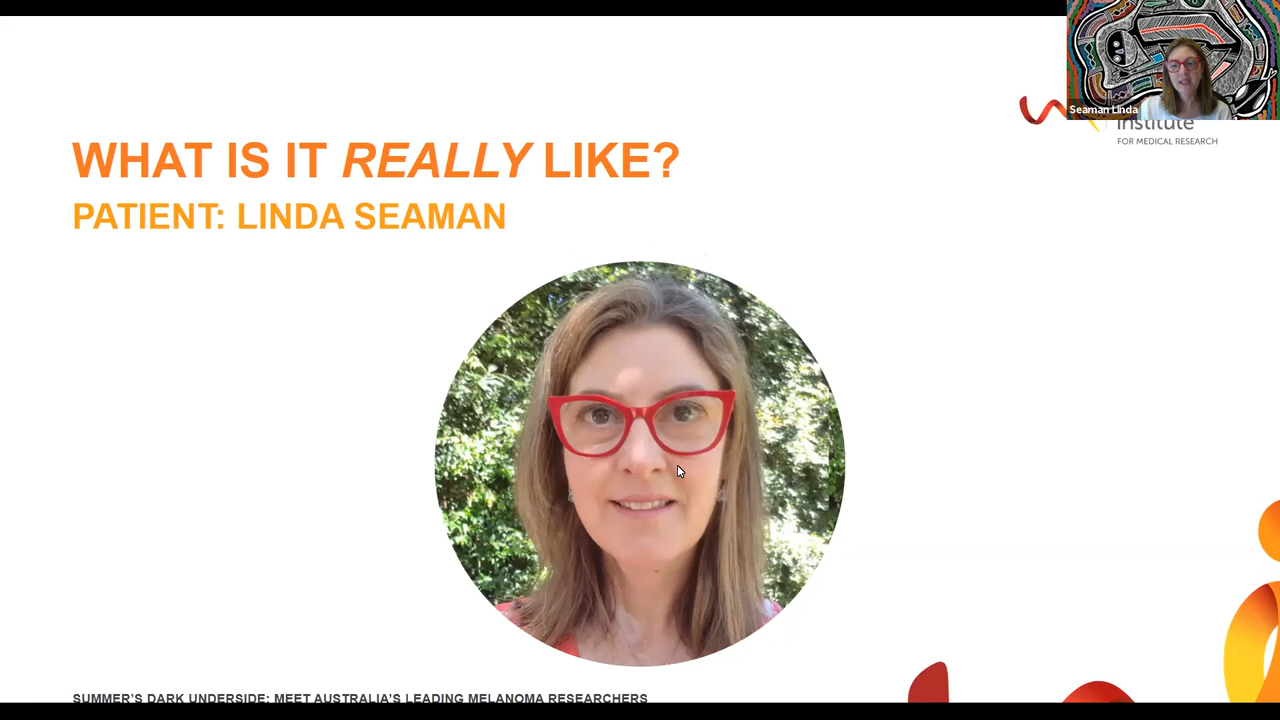 Seaman Linda
Institute
FOR MEDICAL RESEARCH
WHAT IS IT REALLY LIKE?
PATIENT: LINDA SEAMAN
SUMMER'S DARK UNDERSIDE: MEET AUSTRALIA'S LEADING MELANOMA RESEARCHERS